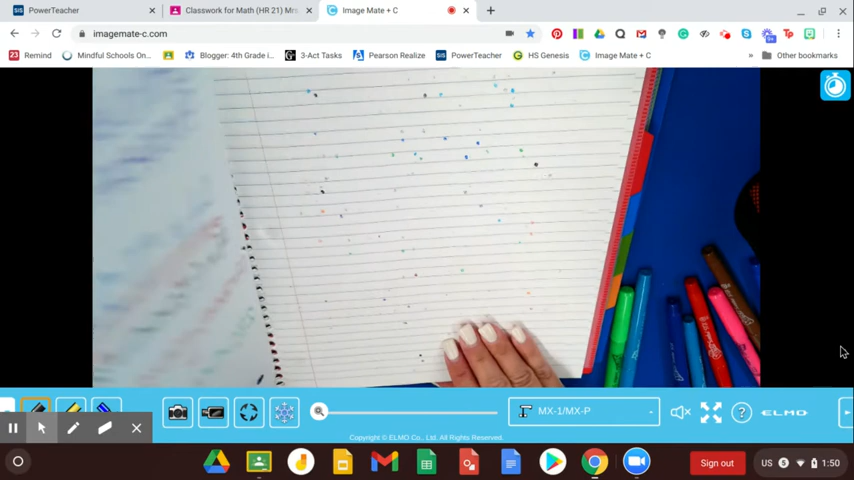 PowerTeacher
Classwork for Math (HR 21) Mrs.
Image Mate + C
imagemate-c.com
Remind
Mindful Schools On...
Blogger: 4th Grade i...
3-Act Tasks
Pearson Realize
PowerTeacher
HS Genesis
Image Mate + C
»
Other bookmarks
MX-1/MX-P
ELMO
Copyright © ELMO Co., Ltd. All Rights Reserved.
Sign out
US
1:50